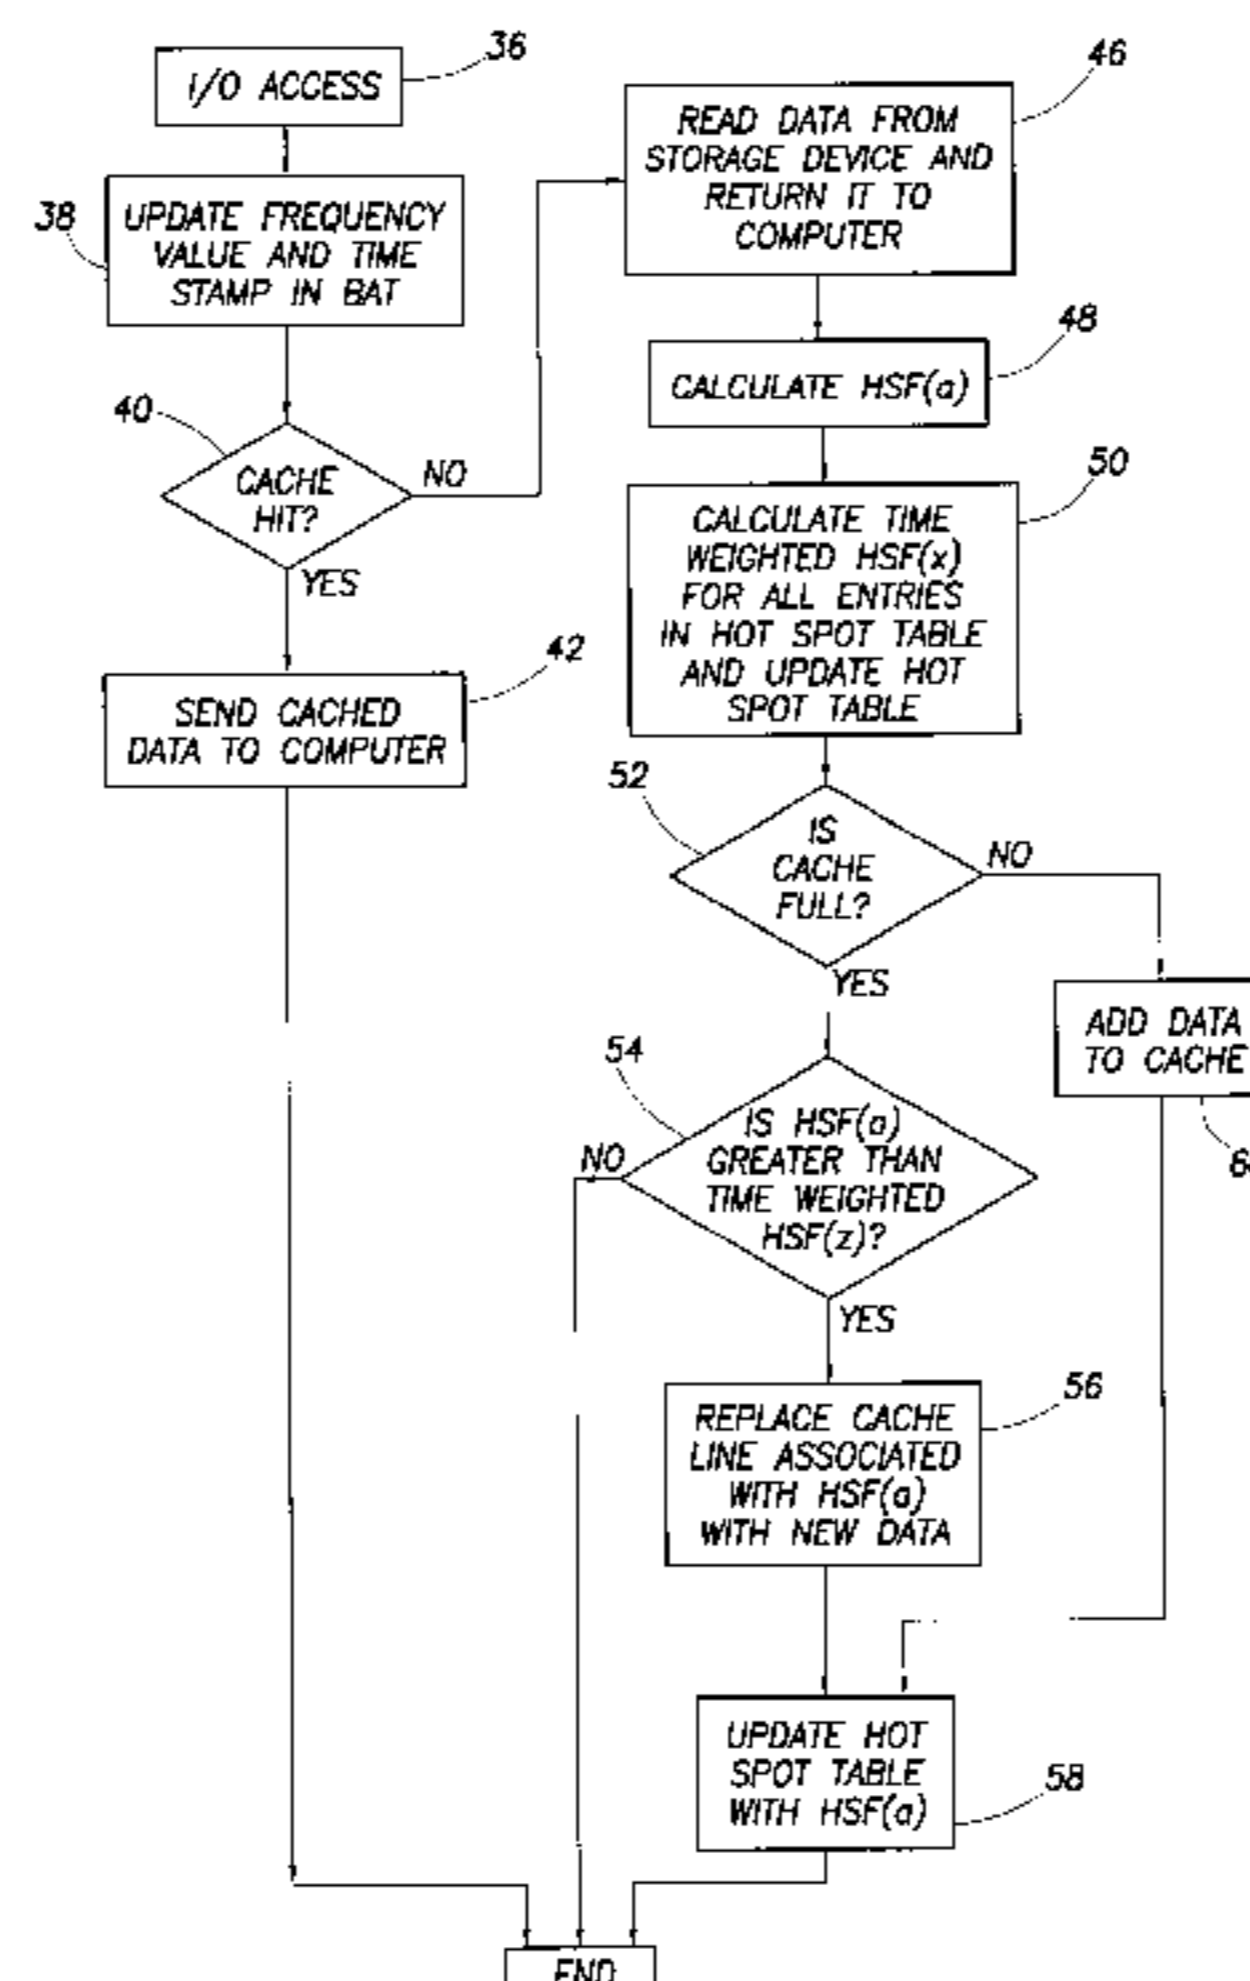 36
I/O ACCESS
38
UPDATE FREQUENCY
VALUE AND TIME
STAMP IN BAT
40
CACHE
HIT?
NO
YES
42
SEND CACHED
DATA TO COMPUTER
46
READ DATA FROM
STORAGE DEVICE AND
RETURN IT TO
COMPUTER
48
CALCULATE HSF(a)
50
CALCULATE TIME
WEIGHTED HSF(x)
FOR ALL ENTRIES
IN HOT SPOT TABLE
AND UPDATE HOT
SPOT TABLE
52
IS
CACHE
FULL?
NO
YES
ADD DATA
TO CACHE
54
IS HSF(a)
GREATER THAN
TIME WEIGHTED
HSF(z)?
NO
YES
56
REPLACE CACHE
LINE ASSOCIATED
WITH HSF(a)
WITH NEW DATA
UPDATE HOT
SPOT TABLE
WITH HSF(a)
58
END